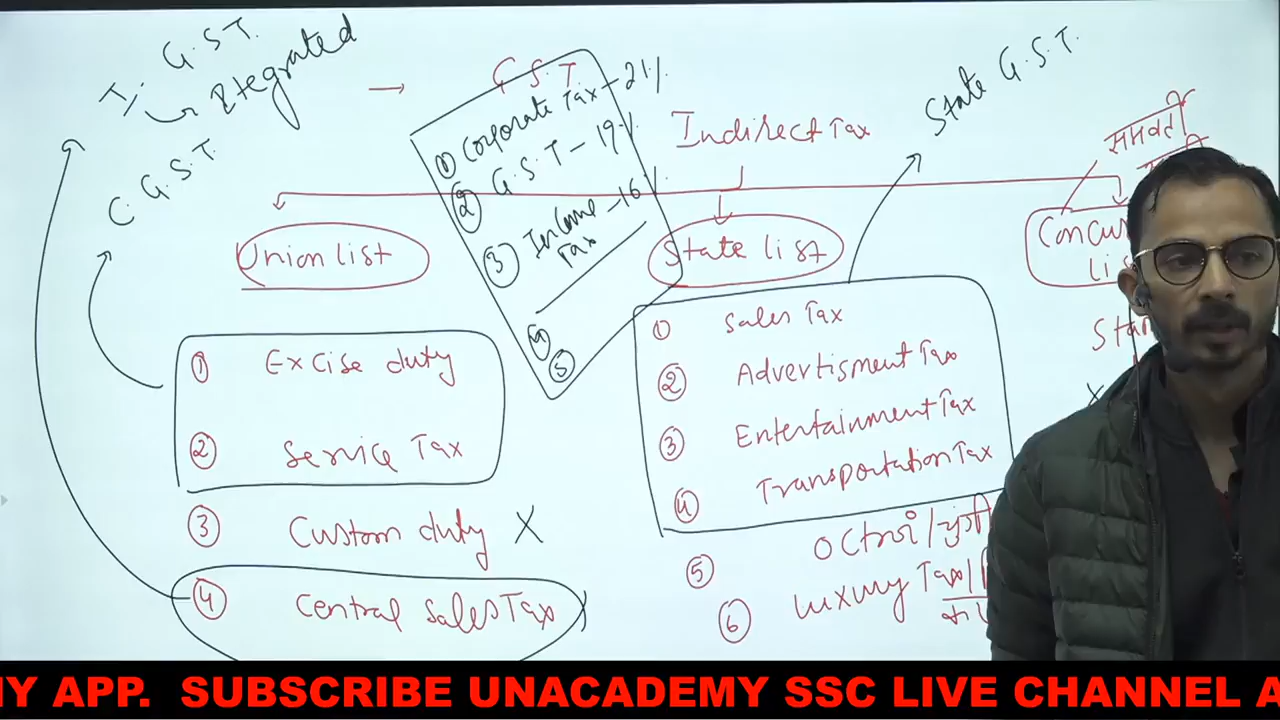 I. G.S.T.
Integrated
C. G.S.T.
G.S.T
① Corporate Tax - 21%
② G.S.T - 19%
③ Income Tax - 16%
④
⑤
Indirect Tax
State G.S.T.
समवर्ती
Union list
State list
① Excise duty
② Service Tax
③ Custom duty X
④ Central Sales Tax
① Sales Tax
② Advertisment Tax
③ Entertainment Tax
④ Transportation Tax
⑤ Octroi/चुंगी
⑥ Luxury Tax/
X
MY APP. SUBSCRIBE UNACADEMY SSC LIVE CHANNEL A